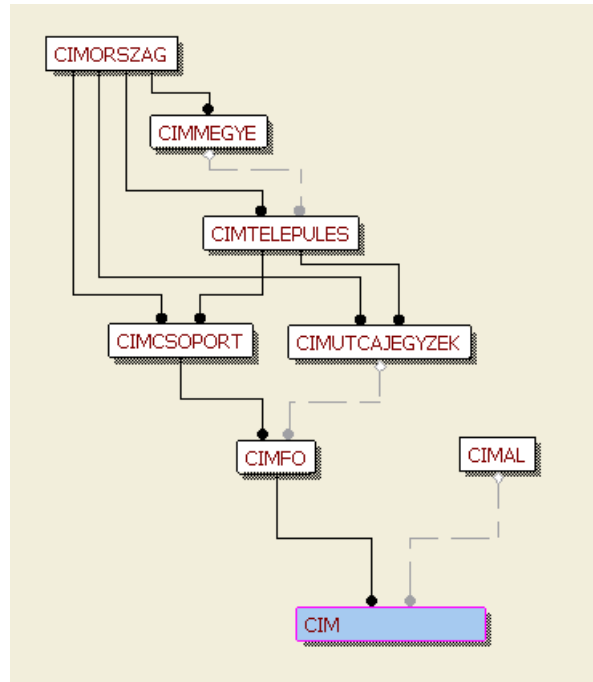 CIMORSZAG
CIMMEGYE
CIMTELEPULES
CIMCSOPORT
CIMUTCAJEGYZEK
CIMFO
CIMAL
CIM